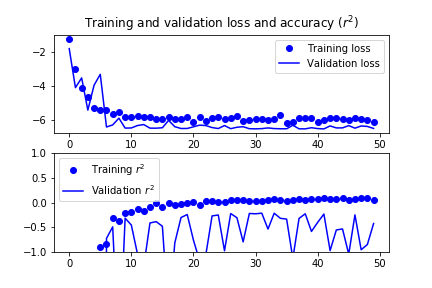 Training and validation loss and accuracy (r²)
−2
−4
−6
Training loss
Validation loss
0 10 20 30 40 50
1.0
0.5
0.0
−0.5
−1.0
Training r²
Validation r²
0 10 20 30 40 50